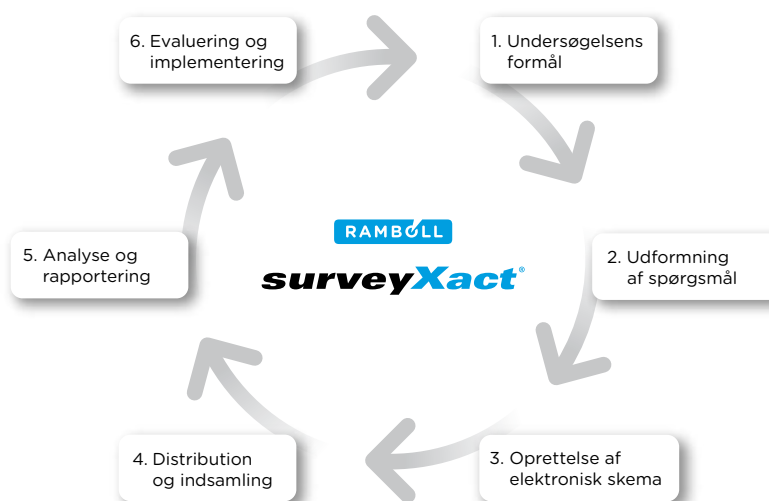 1. Undersøgelsens
formål
2. Udformning
af spørgsmål
3. Oprettelse af
elektronisk skema
4. Distribution
og indsamling
5. Analyse og
rapportering
6. Evaluering og
implementering
RAMBØLL
surveyXact®